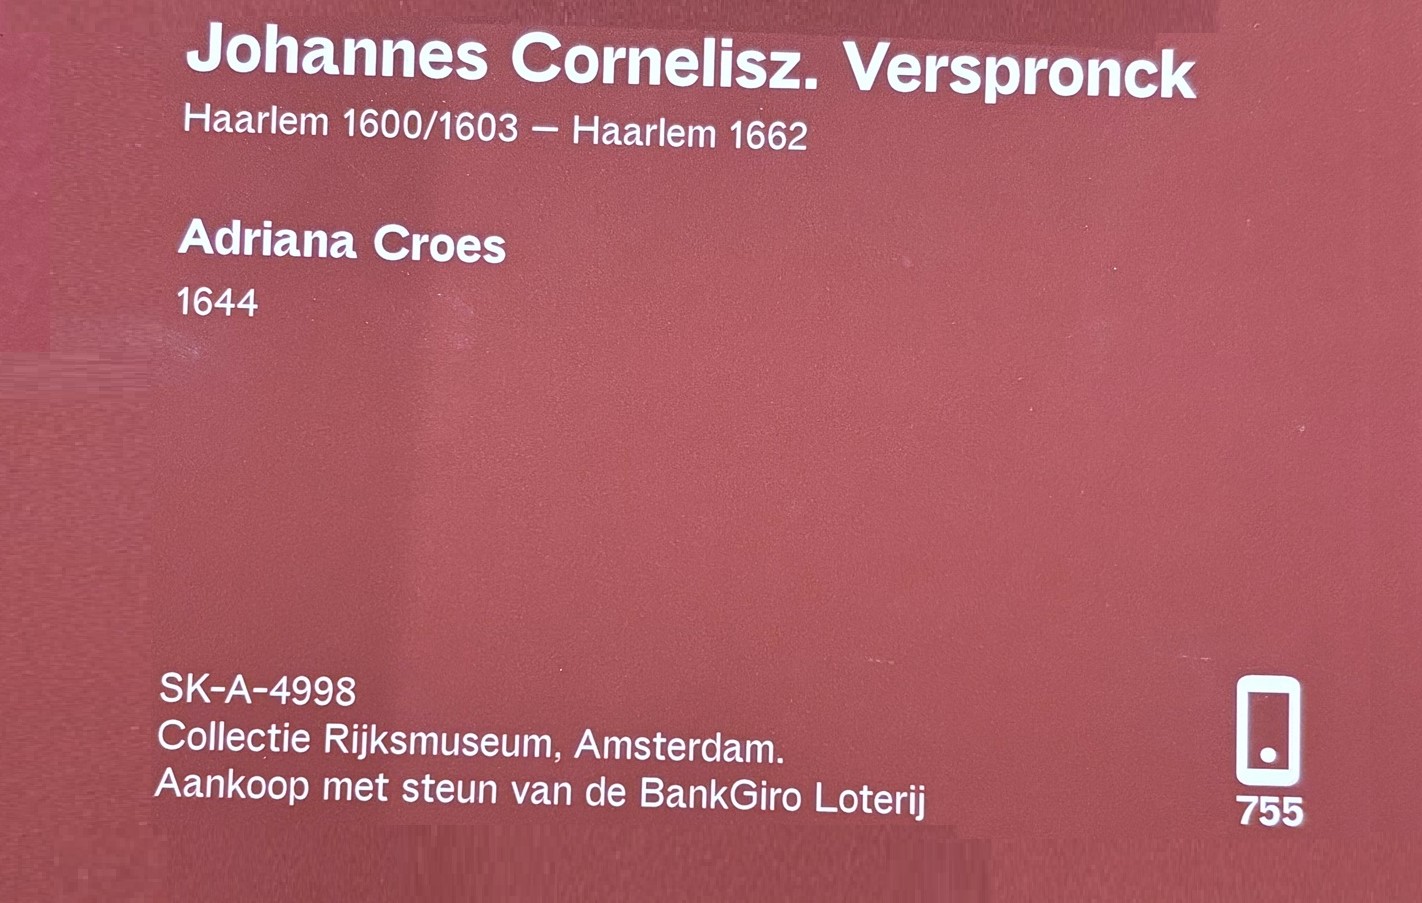 Johannes Cornelisz. Verspronck
Haarlem 1600/1603 – Haarlem 1662
Adriana Croes
1644
SK-A-4998
Collectie Rijksmuseum, Amsterdam.
Aankoop met steun van de BankGiro Loterij
755